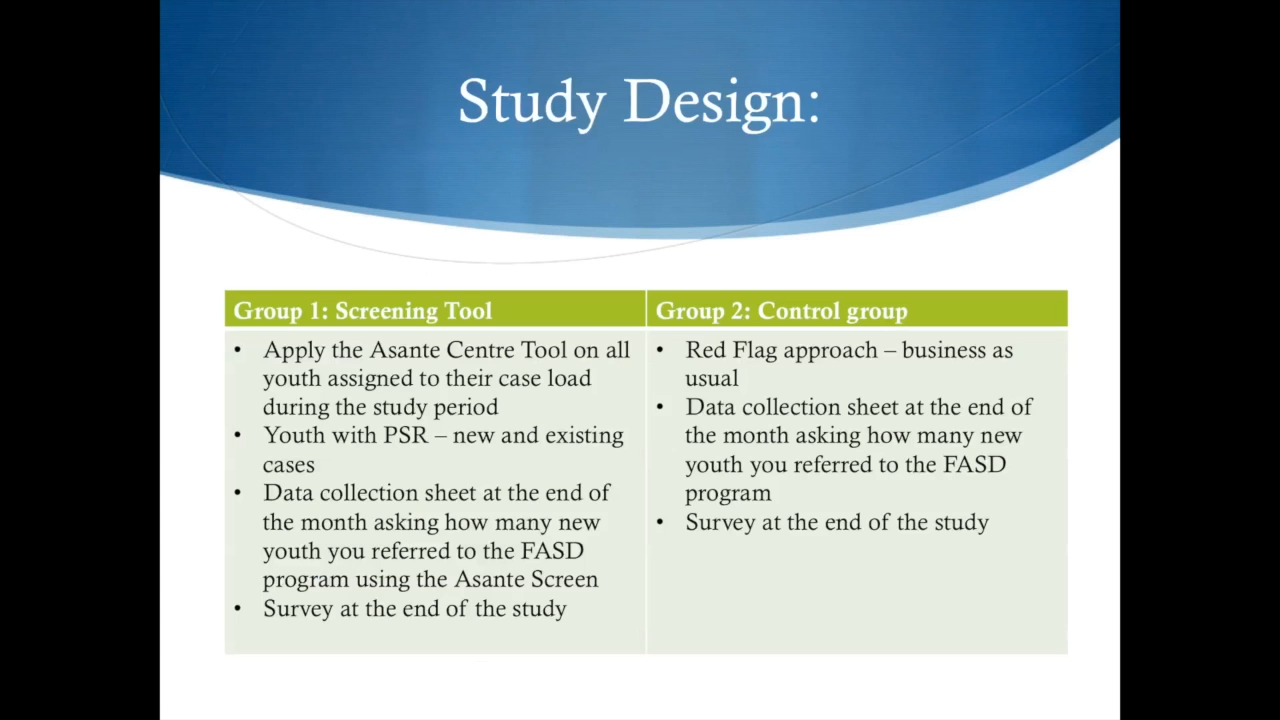 Study Design:
Group 1: Screening Tool
• Apply the Asante Centre Tool on all
youth assigned to their case load
during the study period
• Youth with PSR – new and existing
cases
• Data collection sheet at the end of
the month asking how many new
youth you referred to the FASD
program using the Asante Screen
• Survey at the end of the study
Group 2: Control group
• Red Flag approach – business as
usual
• Data collection sheet at the end of
the month asking how many new
youth you referred to the FASD
program
• Survey at the end of the study